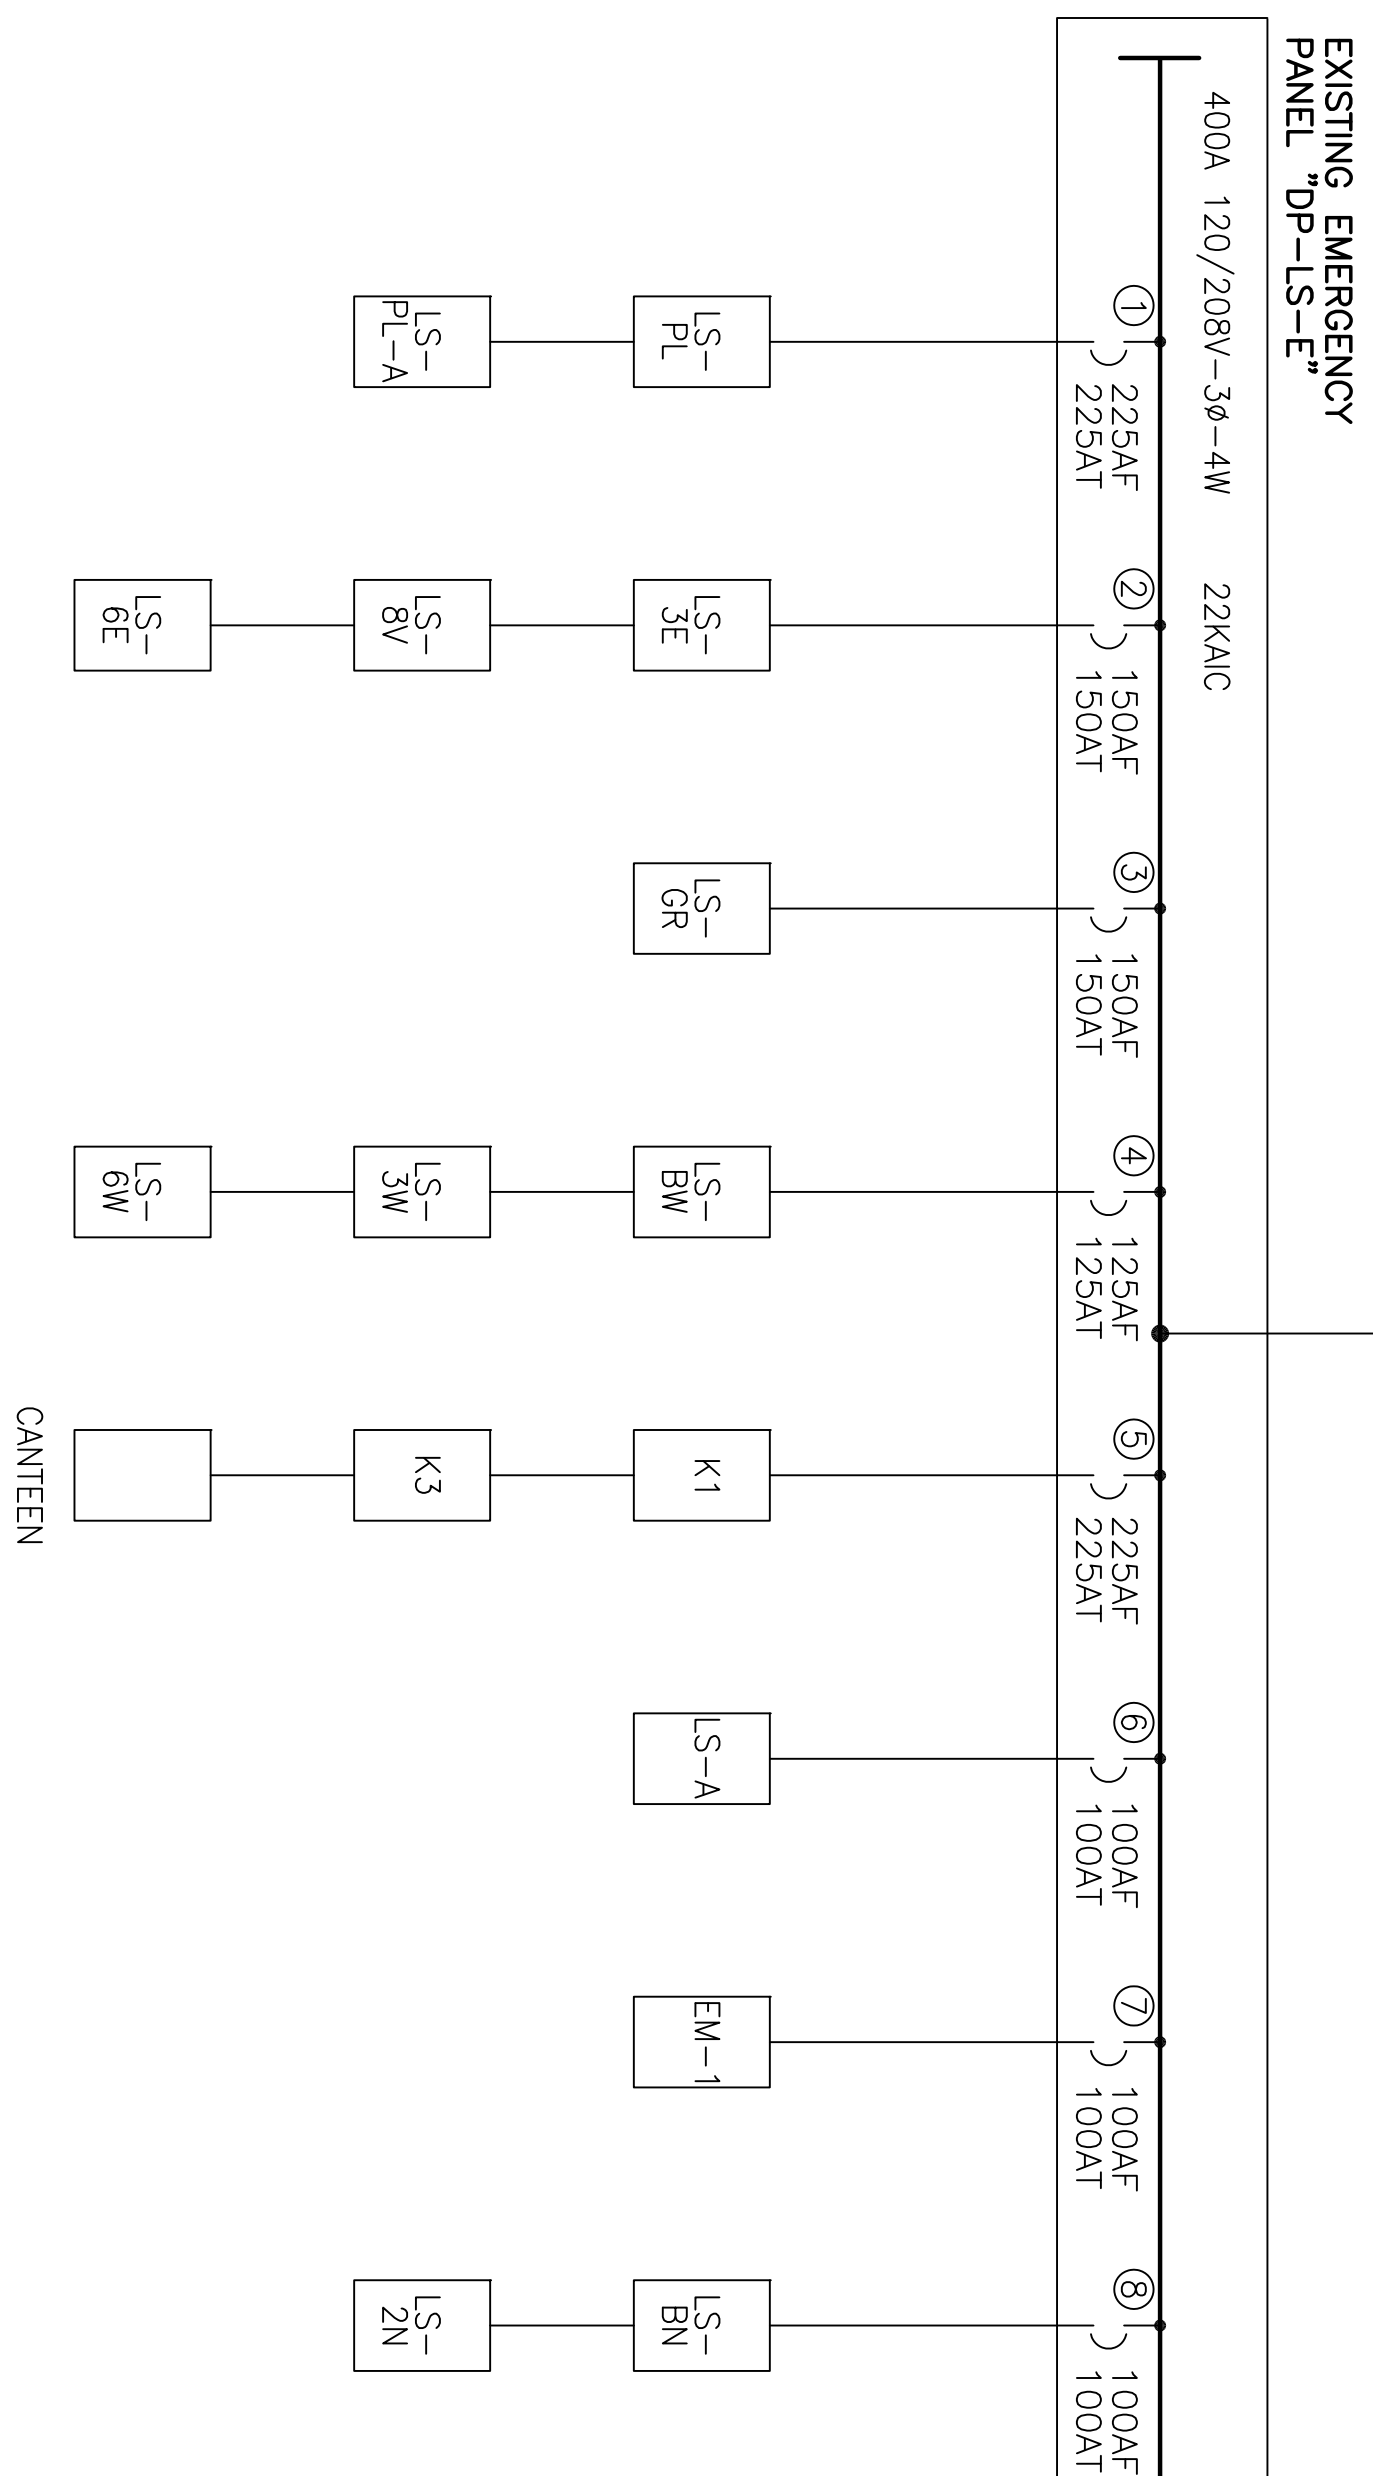 EXISTING EMERGENCY
PANEL "DP-LS-E"
400A 120/208V-3ø-4W 22KAIC
1
225AF
225AT
LS-
PL
LS-
PL-A
2
150AF
150AT
LS-
3E
LS-
8V
LS-
6E
3
150AF
150AT
LS-
GR
4
125AF
125AT
LS-
BW
LS-
3W
LS-
6W
5
225AF
225AT
K1
K3
CANTEEN
6
100AF
100AT
LS-A
7
100AF
100AT
EM-1
8
100AF
100AT
LS-
BN
LS-
2N